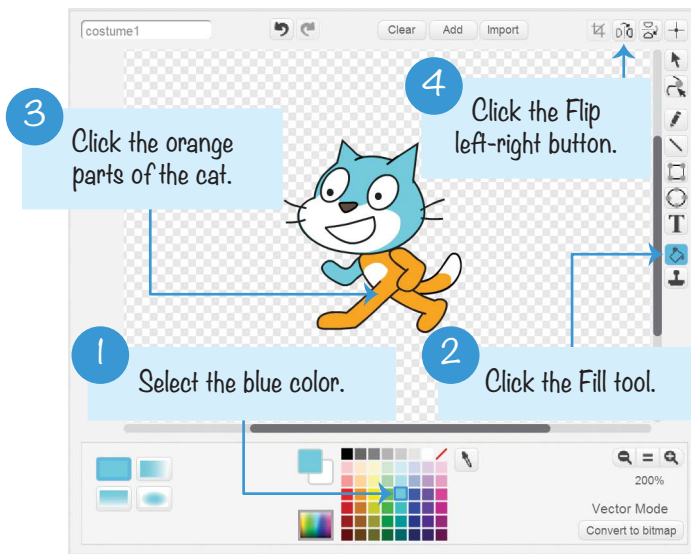 costume1
Clear Add Import
3
Click the orange
parts of the cat.
4
Click the Flip
left-right button.
T
1
Select the blue color.
2
Click the Fill tool.
200%
Vector Mode
Convert to bitmap